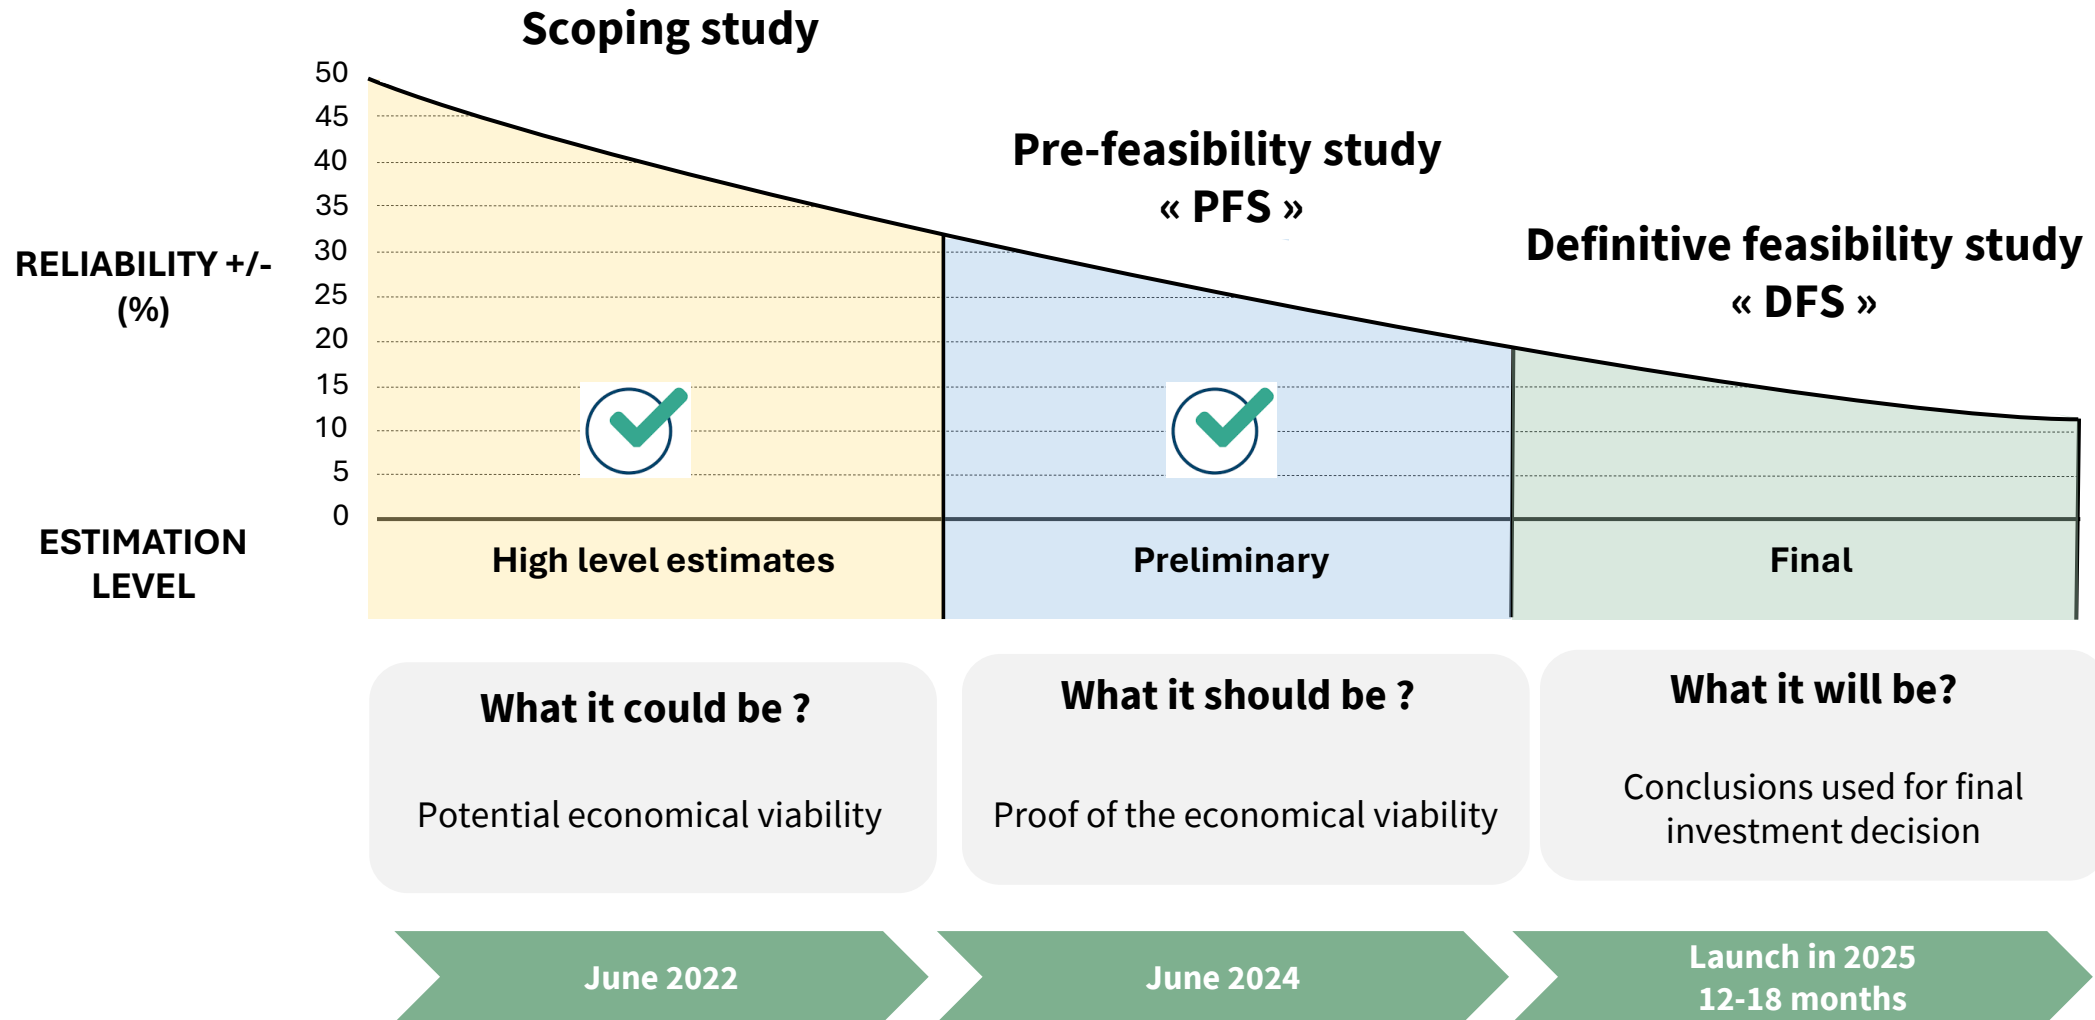 Scoping study
50
45
40
35
30
25
20
15
10
5
0
RELIABILITY +/-
(%)
Pre-feasibility study
« PFS »
Definitive feasibility study
« DFS »
ESTIMATION
LEVEL
High level estimates
Preliminary
Final
What it could be ?
Potential economical viability
What it should be ?
Proof of the economical viability
What it will be?
Conclusions used for final
investment decision
June 2022
June 2024
Launch in 2025
12-18 months